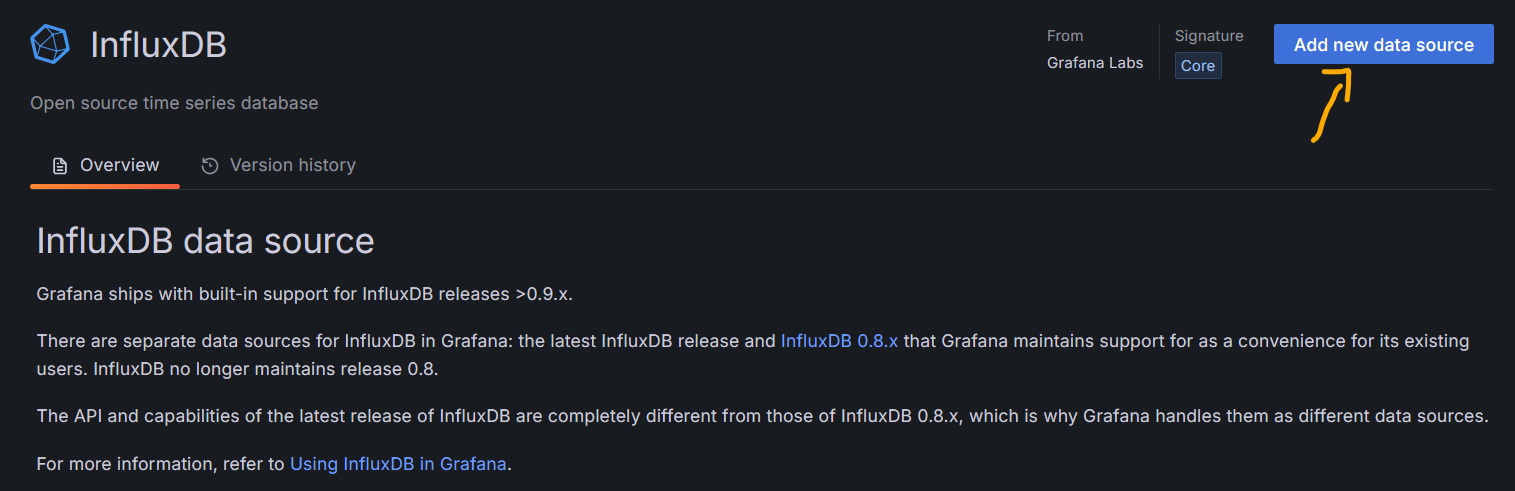 InfluxDB
From
Signature
Add new data source
Grafana Labs
Core
Open source time series database
Overview
Version history
InfluxDB data source
Grafana ships with built-in support for InfluxDB releases >0.9.x.
There are separate data sources for InfluxDB in Grafana: the latest InfluxDB release and InfluxDB 0.8.x that Grafana maintains support for as a convenience for its existing
users. InfluxDB no longer maintains release 0.8.
The API and capabilities of the latest release of InfluxDB are completely different from those of InfluxDB 0.8.x, which is why Grafana handles them as different data sources.
For more information, refer to Using InfluxDB in Grafana.